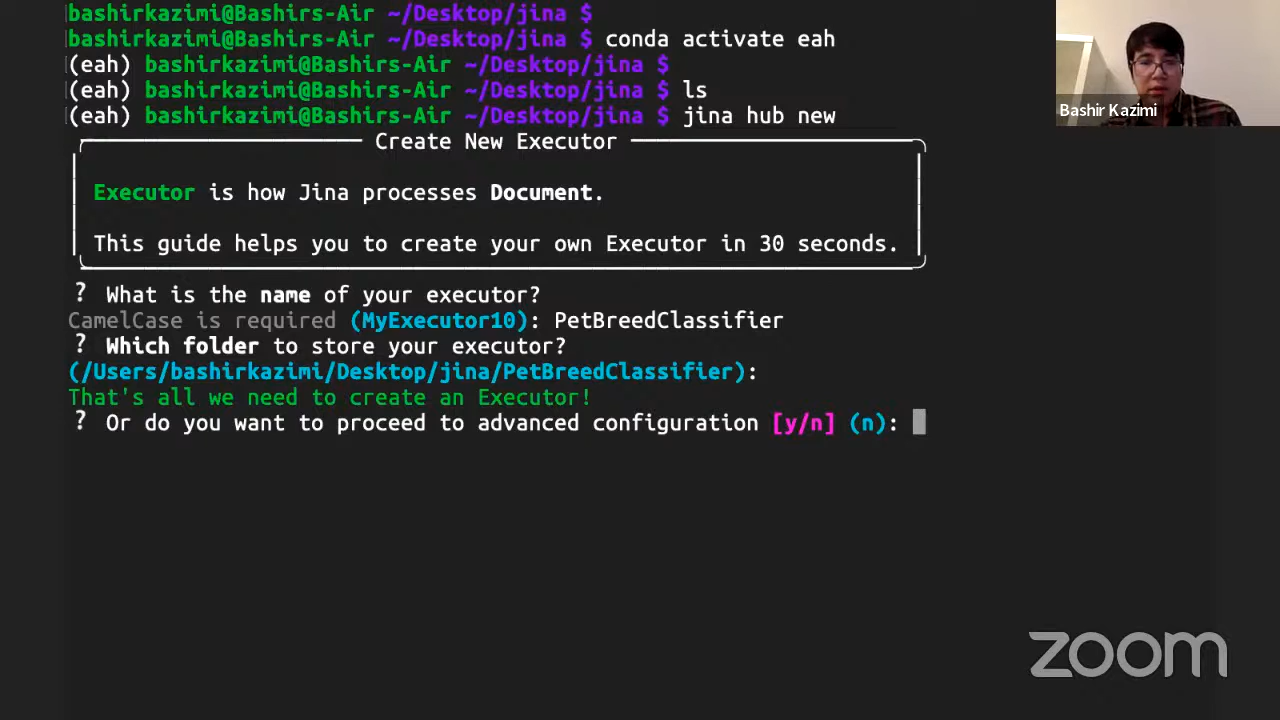 bashirkazimi@Bashirs-Air ~/Desktop/jina $
bashirkazimi@Bashirs-Air ~/Desktop/jina $ conda activate eah
(eah) bashirkazimi@Bashirs-Air ~/Desktop/jina $
(eah) bashirkazimi@Bashirs-Air ~/Desktop/jina $ ls
(eah) bashirkazimi@Bashirs-Air ~/Desktop/jina $ jina hub new
Create New Executor
Executor is how Jina processes Document.
This guide helps you to create your own Executor in 30 seconds.
? What is the name of your executor?
CamelCase is required (MyExecutor10): PetBreedClassifier
? Which folder to store your executor?
(/Users/bashirkazimi/Desktop/jina/PetBreedClassifier):
That's all we need to create an Executor!
? Or do you want to proceed to advanced configuration [y/n] (n):
Bashir Kazimi
zoom